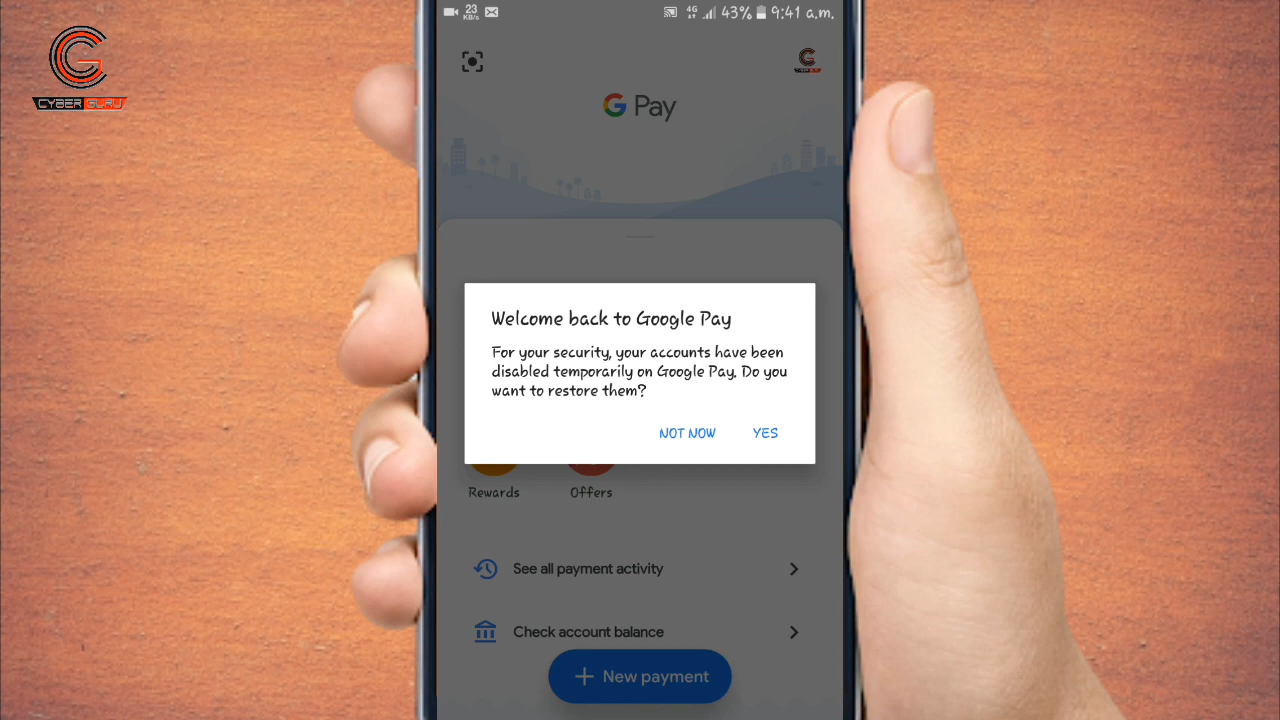 23
KB/s
4G
43%
9:41 a.m.
CYBER GURU
G Pay
Welcome back to Google Pay
For your security, your accounts have been
disabled temporarily on Google Pay. Do you
want to restore them?
NOT NOW
YES
Rewards
Offers
See all payment activity
Check account balance
+ New payment